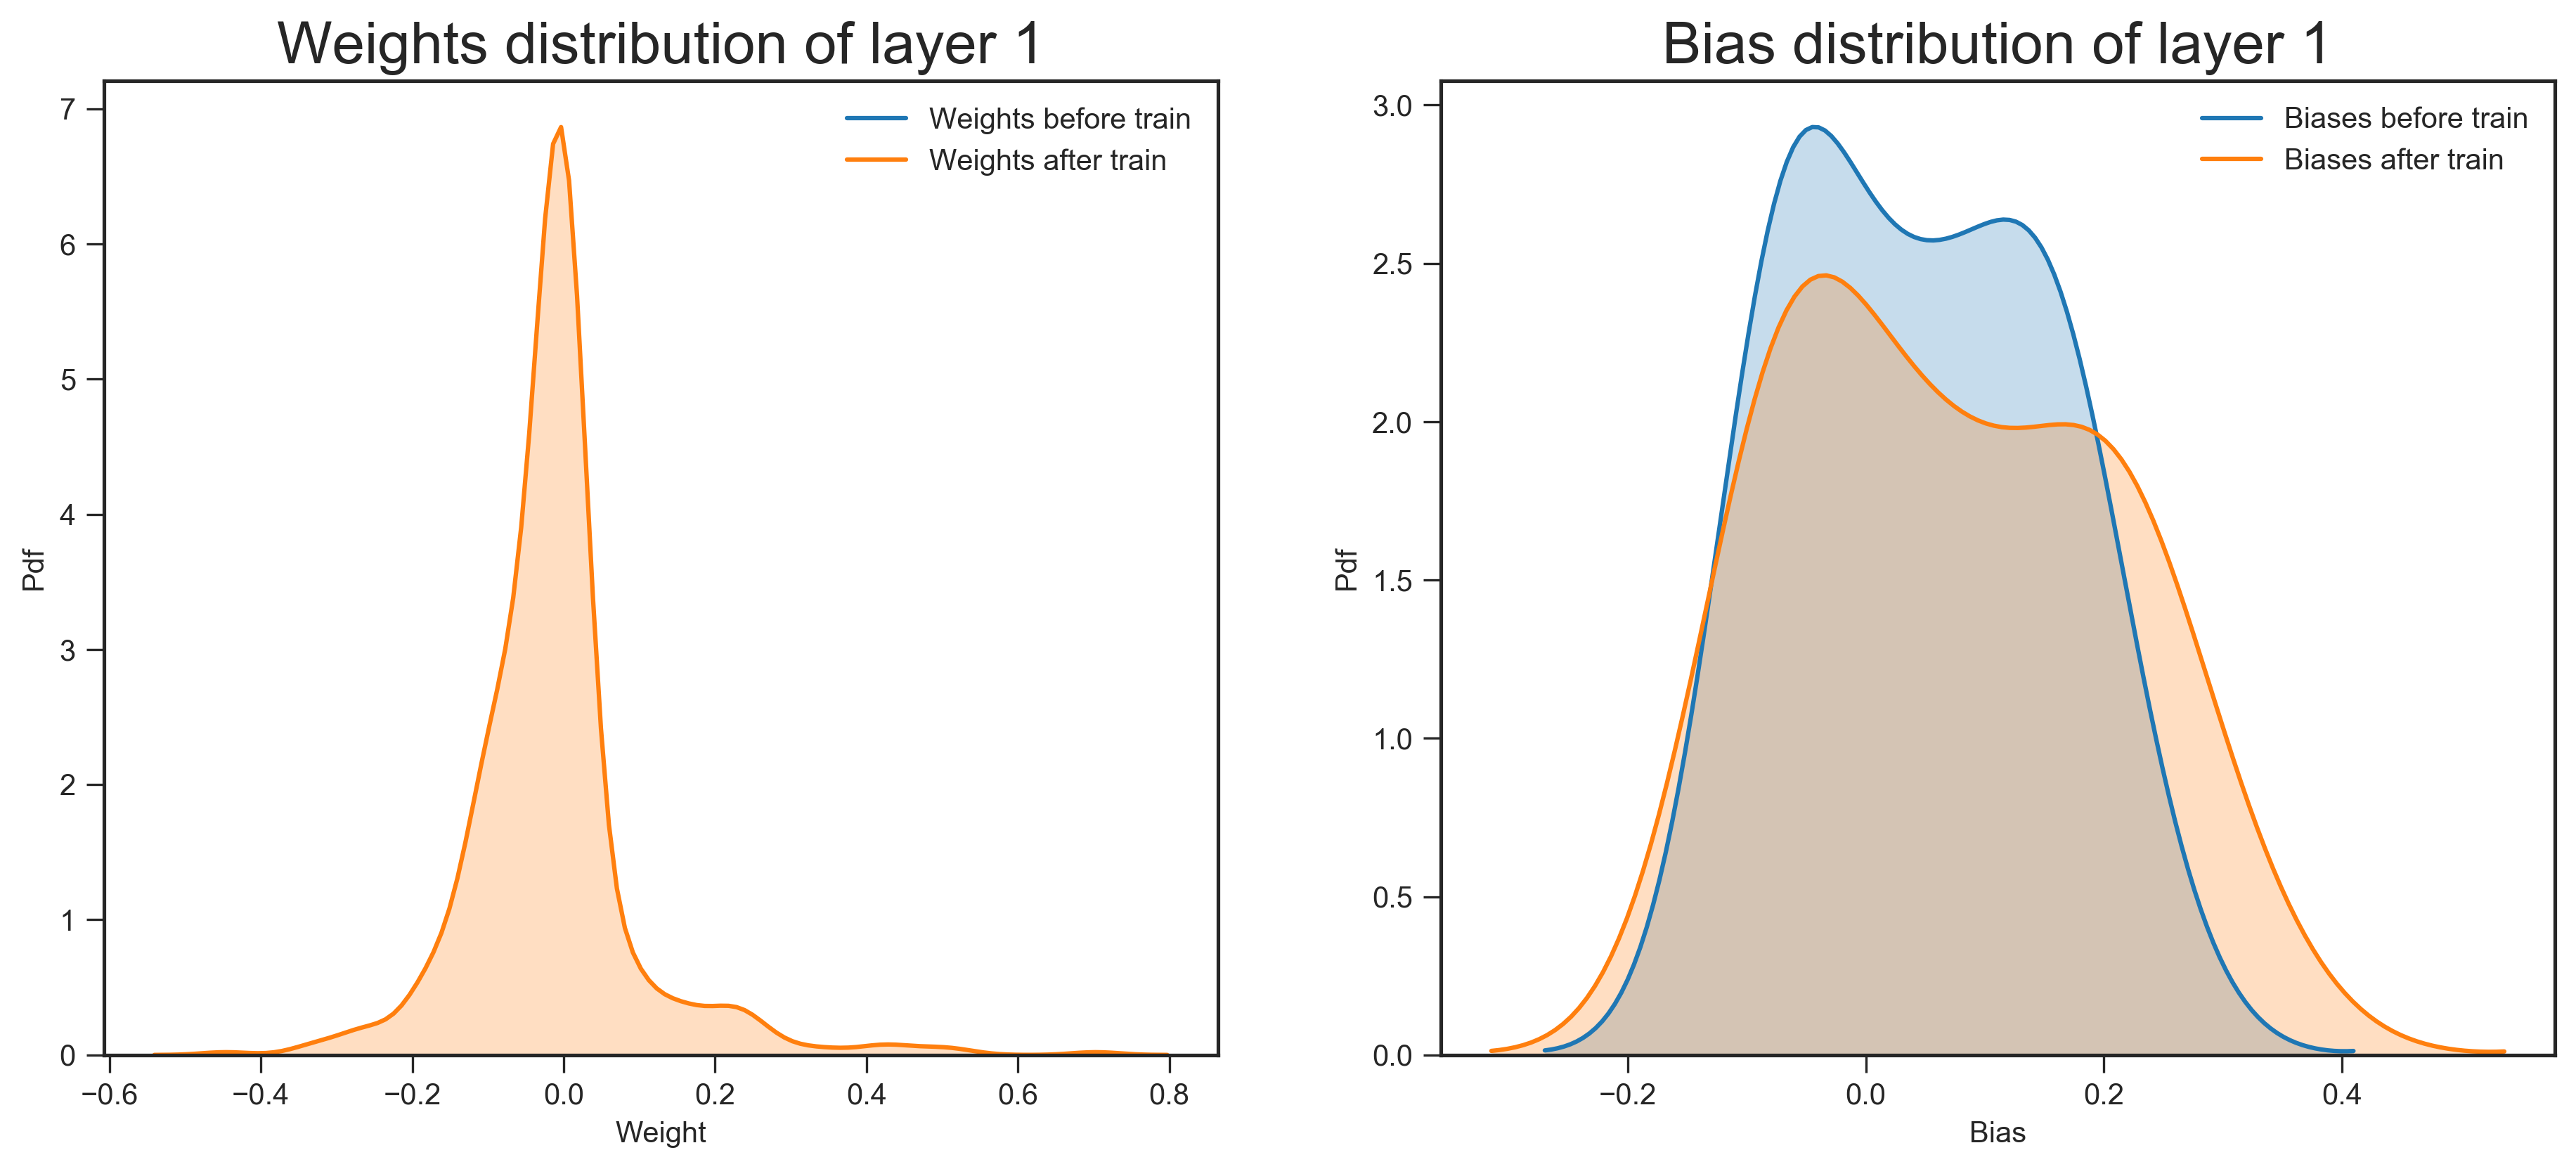 Weights distribution of layer 1
Weights before train
Weights after train
7
6
5
4
3
2
1
0
Pdf
−0.6 −0.4 −0.2 0.0 0.2 0.4 0.6 0.8
Weight
Bias distribution of layer 1
Biases before train
Biases after train
3.0
2.5
2.0
1.5
1.0
0.5
0.0
Pdf
−0.2 0.0 0.2 0.4
Bias